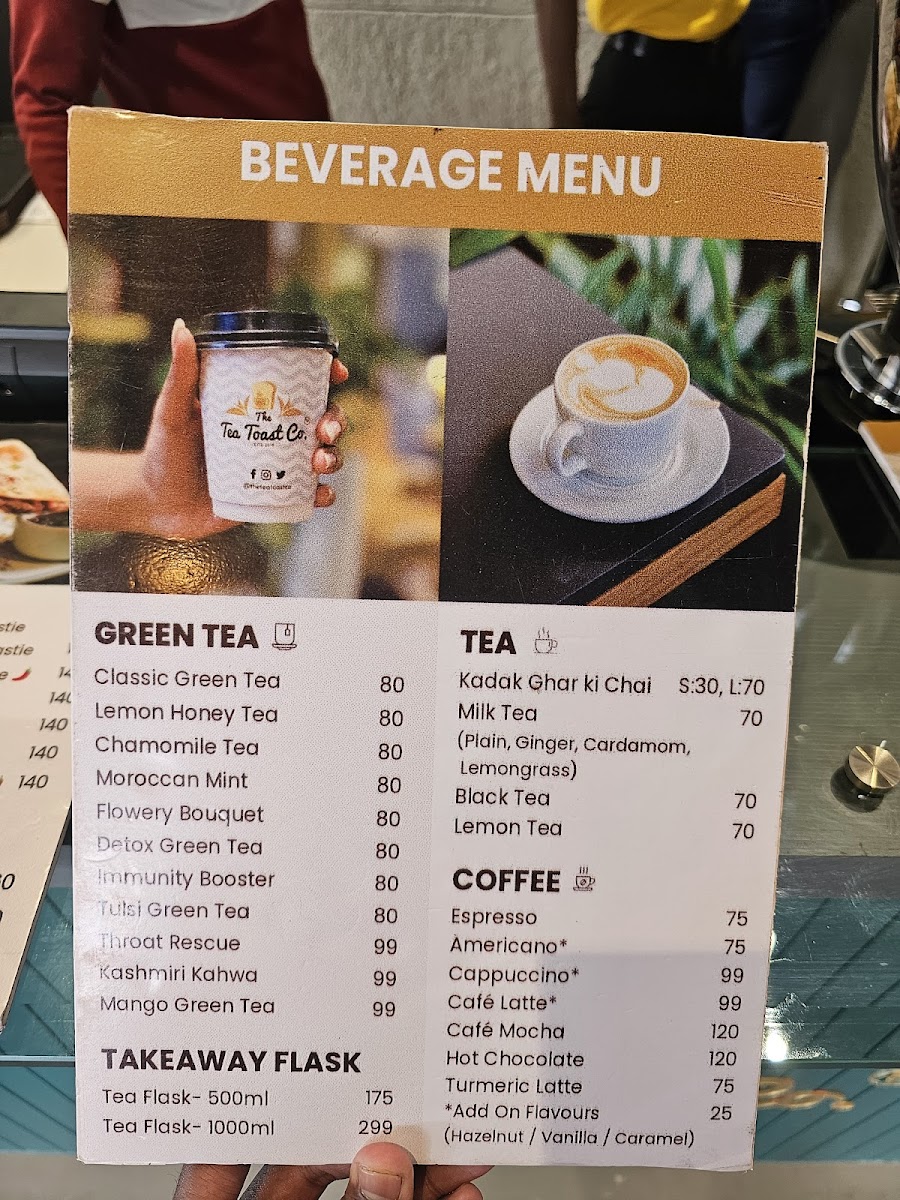 BEVERAGE MENU
The
Tea Toast Co.
@theteatoastco
GREEN TEA
Classic Green Tea 80
Lemon Honey Tea 80
Chamomile Tea 80
Moroccan Mint 80
Flowery Bouquet 80
Detox Green Tea 80
Immunity Booster 80
Tulsi Green Tea 80
Throat Rescue 99
Kashmiri Kahwa 99
Mango Green Tea 99
TAKEAWAY FLASK
Tea Flask- 500ml 175
Tea Flask- 1000ml 299
TEA
Kadak Ghar ki Chai S:30, L:70
Milk Tea 70
(Plain, Ginger, Cardamom,
Lemongrass)
Black Tea 70
Lemon Tea 70
COFFEE
Espresso 75
Americano* 75
Cappuccino* 99
Café Latte* 99
Café Mocha 120
Hot Chocolate 120
Turmeric Latte 75
*Add On Flavours 25
(Hazelnut / Vanilla / Caramel)
140
140
140
140